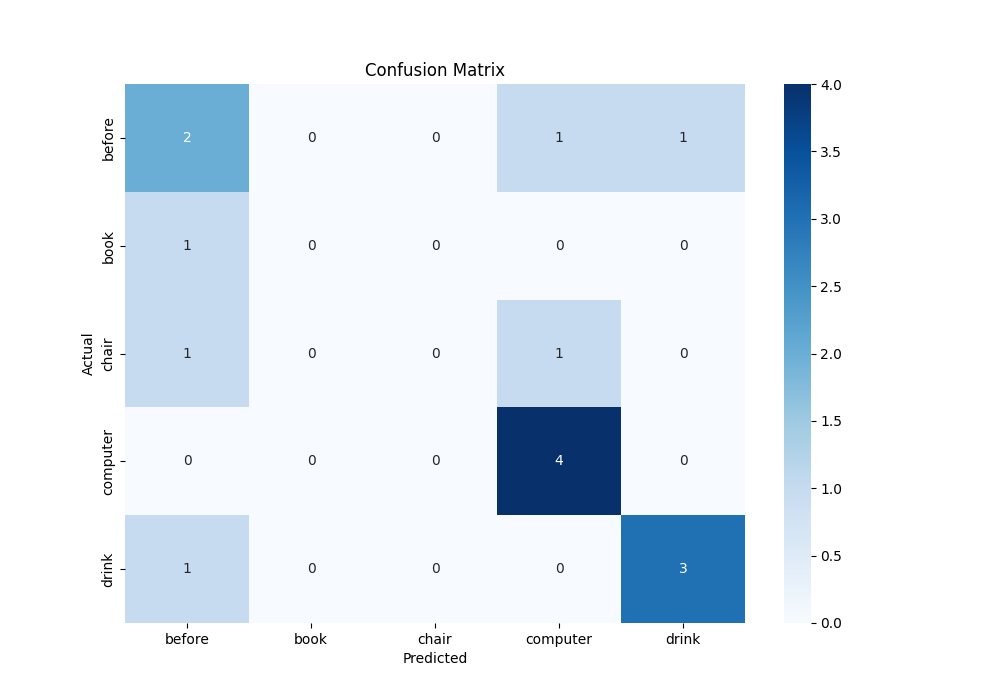 Confusion Matrix
before 2 0 0 1 1
book 1 0 0 0 0
chair 1 0 0 1 0
computer 0 0 0 4 0
drink 1 0 0 0 3
Actual
before book chair computer drink
Predicted
4.0
3.5
3.0
2.5
2.0
1.5
1.0
0.5
0.0